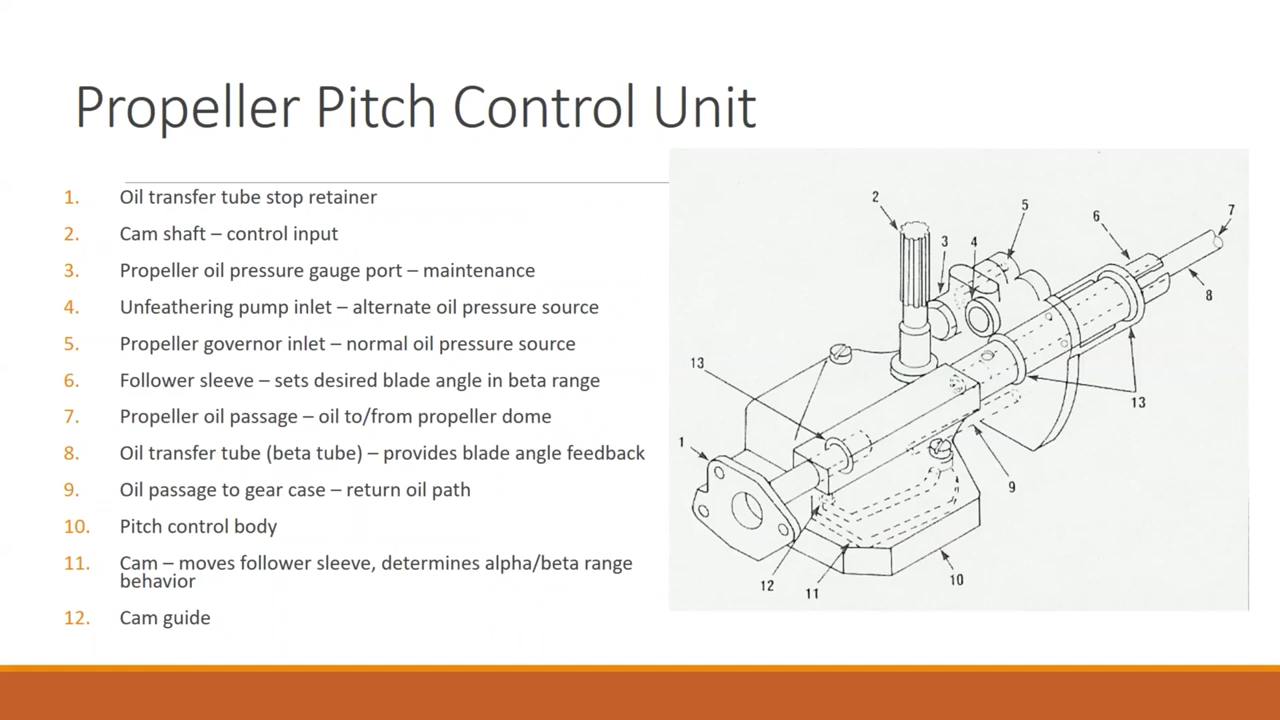 Propeller Pitch Control Unit
1. Oil transfer tube stop retainer
2. Cam shaft – control input
3. Propeller oil pressure gauge port – maintenance
4. Unfeathering pump inlet – alternate oil pressure source
5. Propeller governor inlet – normal oil pressure source
6. Follower sleeve – sets desired blade angle in beta range
7. Propeller oil passage – oil to/from propeller dome
8. Oil transfer tube (beta tube) – provides blade angle feedback
9. Oil passage to gear case – return oil path
10. Pitch control body
11. Cam – moves follower sleeve, determines alpha/beta range
behavior
12. Cam guide
2
5
6
7
3
4
8
13
13
1
9
12
11
10